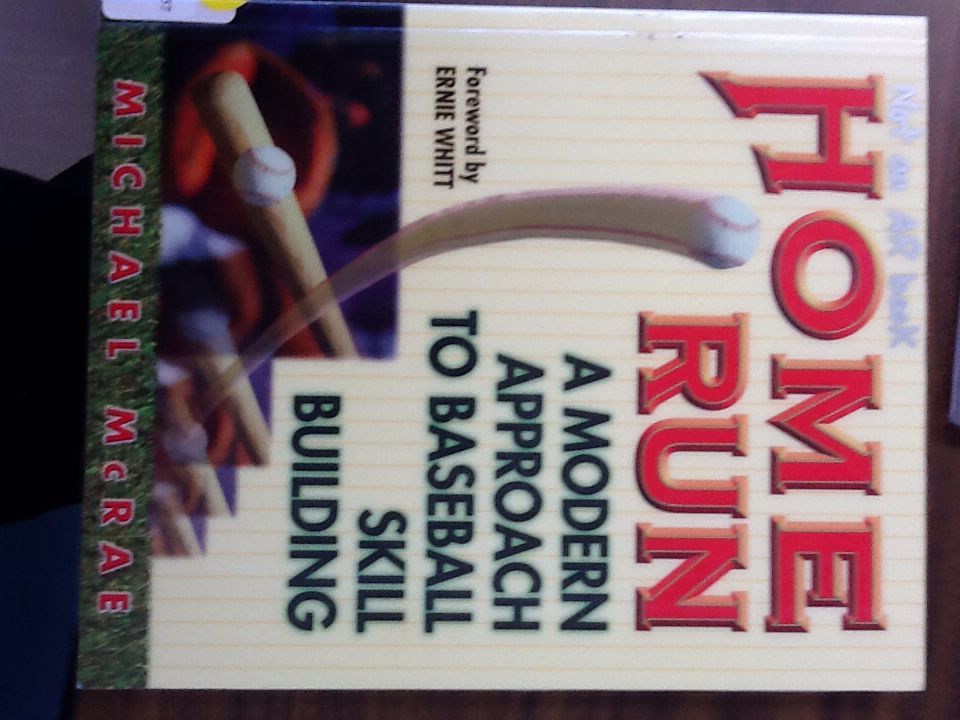 Not an AR book
HOME
RUN
A MODERN
APPROACH
TO BASEBALL
SKILL
BUILDING
Foreword by
ERNIE WHITT
MICHAEL McRAE